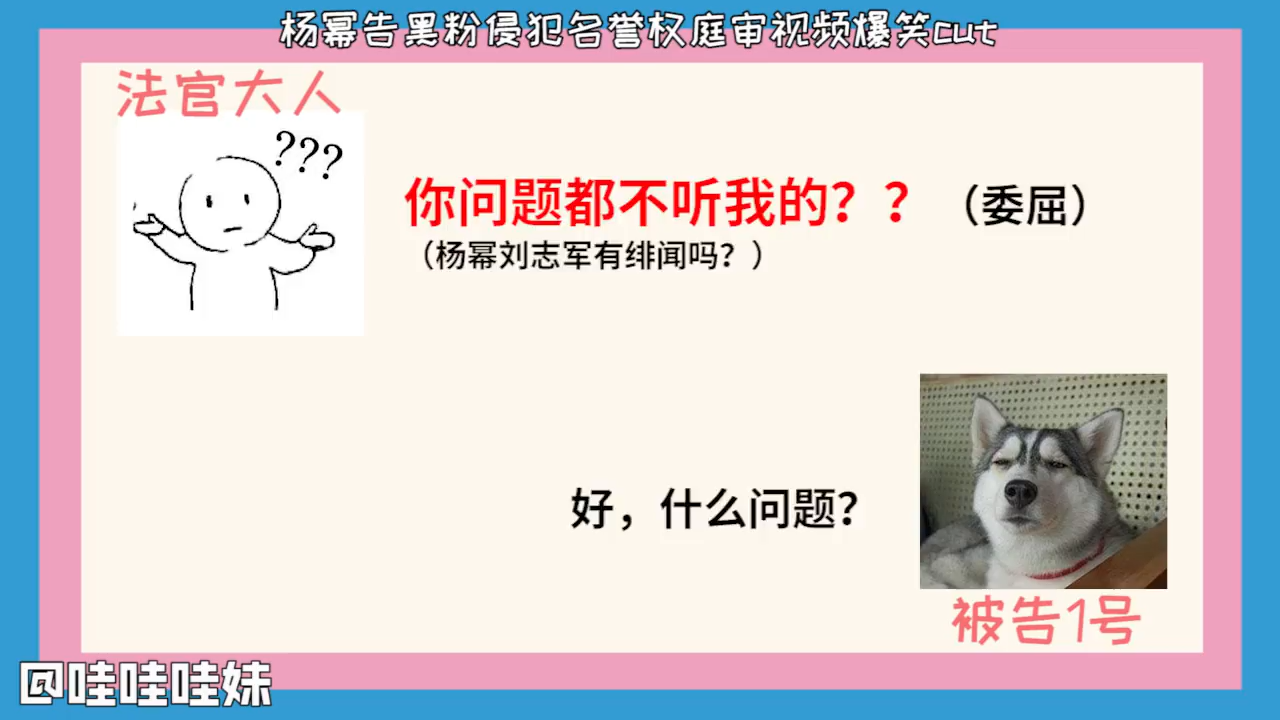 杨幂告黑粉侵犯名誉权庭审视频爆笑cut
法官大人
???
你问题都不听我的？？（委屈）
（杨幂刘志军有绯闻吗？）
好，什么问题？
被告1号
@哇哇哇妹